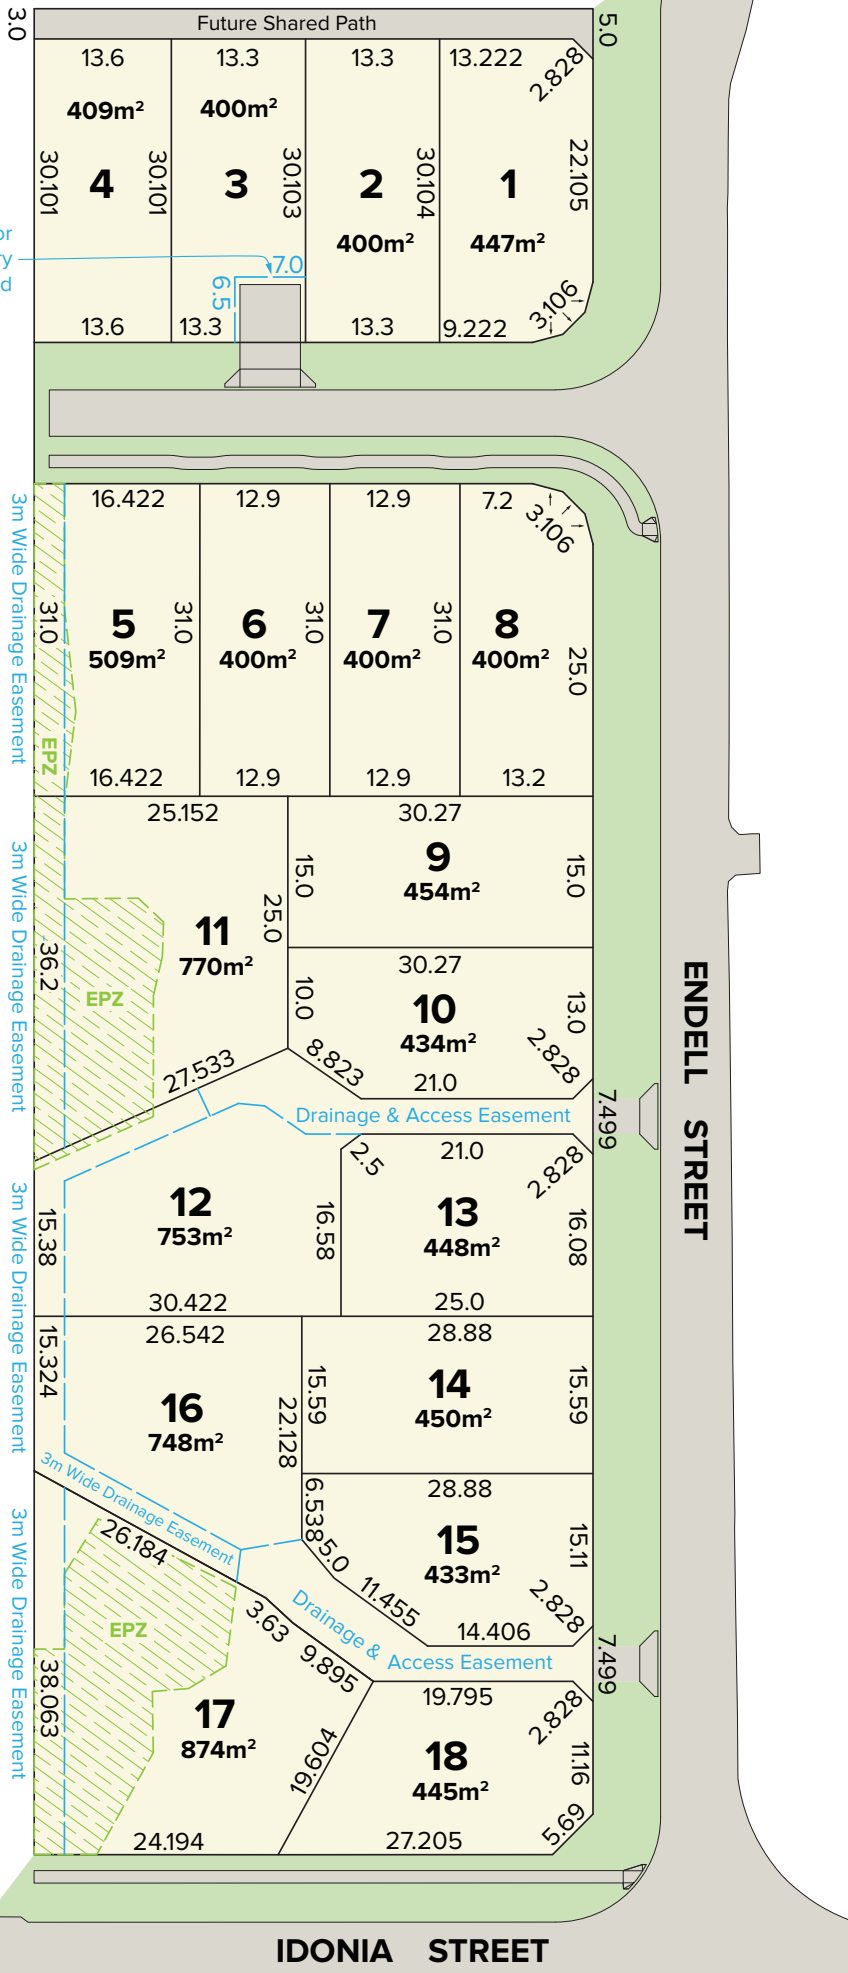 3.0
Future Shared Path
5.0
13.6
13.3
13.3
13.222
2.828
409m²
400m²
30.101
30.101
30.103
30.104
22.105
4
3
2
1
400m²
447m²
or
ry
d
7.0
6.5
3.106
13.6
13.3
13.3
9.222
16.422
12.9
12.9
7.2
3.106
3m Wide Drainage Easement
31.0
31.0
31.0
31.0
25.0
5
509m²
6
400m²
7
400m²
8
400m²
EPZ
16.422
12.9
12.9
13.2
25.152
30.27
3m Wide Drainage Easement
15.0
9
454m²
15.0
25.0
11
770m²
36.2
EPZ
30.27
10.0
10
434m²
13.0
2.828
27.533
8.823
21.0
Drainage & Access Easement
7.499
ENDELL STREET
2.5
21.0
2.828
3m Wide Drainage Easement
12
753m²
15.38
16.58
13
448m²
16.08
30.422
25.0
26.542
28.88
15.324
15.59
14
450m²
15.59
16
748m²
22.128
3m Wide Drainage Easement
28.88
6.538
15
433m²
15.11
5.0
11.455
2.828
14.406
3m Wide Drainage Easement
26.184
EPZ
3.63
9.895
Drainage &
Access Easement
7.499
38.063
19.795
2.828
17
874m²
19.604
18
445m²
11.16
5.69
24.194
27.205
IDONIA STREET